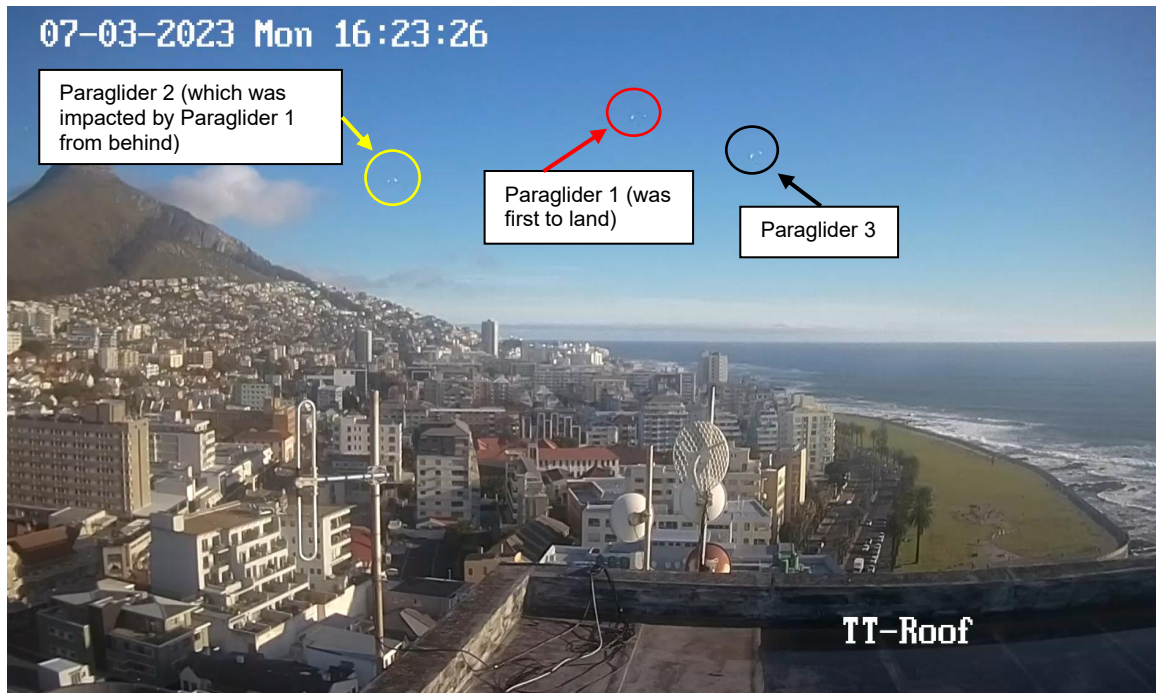 07-03-2023 Mon 16:23:26
Paraglider 2 (which was
impacted by Paraglider 1
from behind)
Paraglider 1 (was
first to land)
Paraglider 3
TT-Roof